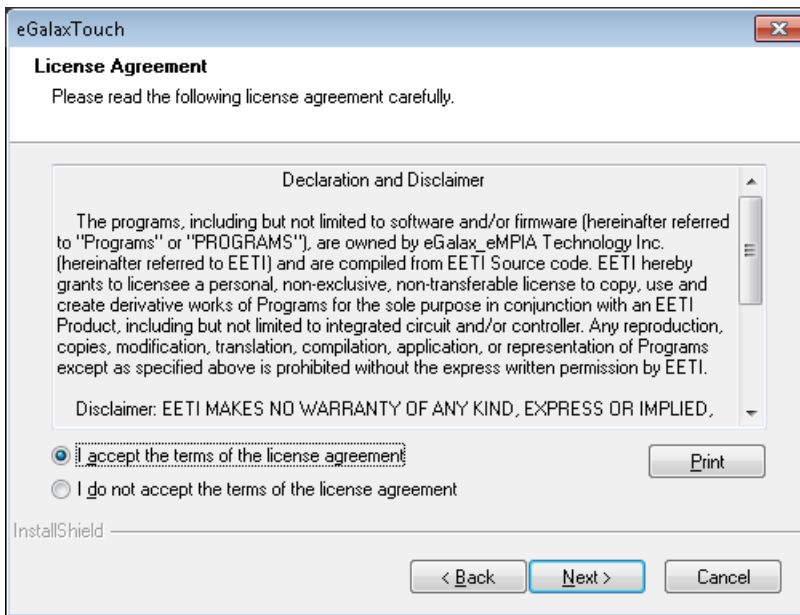 eGalaxTouch
License Agreement
Please read the following license agreement carefully.
Declaration and Disclaimer
The programs, including but not limited to software and/or firmware (hereinafter referred
to "Programs" or "PROGRAMS"), are owned by eGalax_eMPIA Technology Inc.
(hereinafter referred to EETI) and are compiled from EETI Source code. EETI hereby
grants to licensee a personal, non-exclusive, non-transferable license to copy, use and
create derivative works of Programs for the sole purpose in conjunction with an EETI
Product, including but not limited to integrated circuit and/or controller. Any reproduction,
copies, modification, translation, compilation, application, or representation of Programs
except as specified above is prohibited without the express written permission by EETI.
Disclaimer: EETI MAKES NO WARRANTY OF ANY KIND, EXPRESS OR IMPLIED,
I accept the terms of the license agreement
Print
I do not accept the terms of the license agreement
InstallShield
< Back
Next >
Cancel